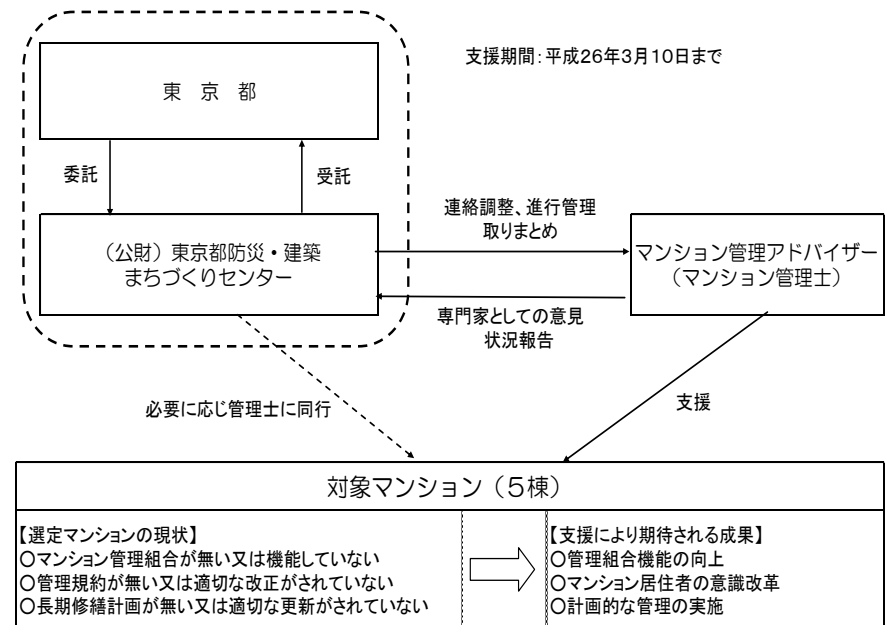 支援期間：平成26年3月10日まで
東　京　都
委託
受託
（公財）東京都防災・建築
まちづくりセンター
連絡調整、進行管理
取りまとめ
マンション管理アドバイザー
（マンション管理士）
専門家としての意見
状況報告
必要に応じ管理士に同行
支援
対象マンション（５棟）
【選定マンションの現状】
〇マンション管理組合が無い又は機能していない
〇管理規約が無い又は適切な改正がされていない
〇長期修繕計画が無い又は適切な更新がされていない
【支援により期待される成果】
〇管理組合機能の向上
〇マンション居住者の意識改革
〇計画的な管理の実施